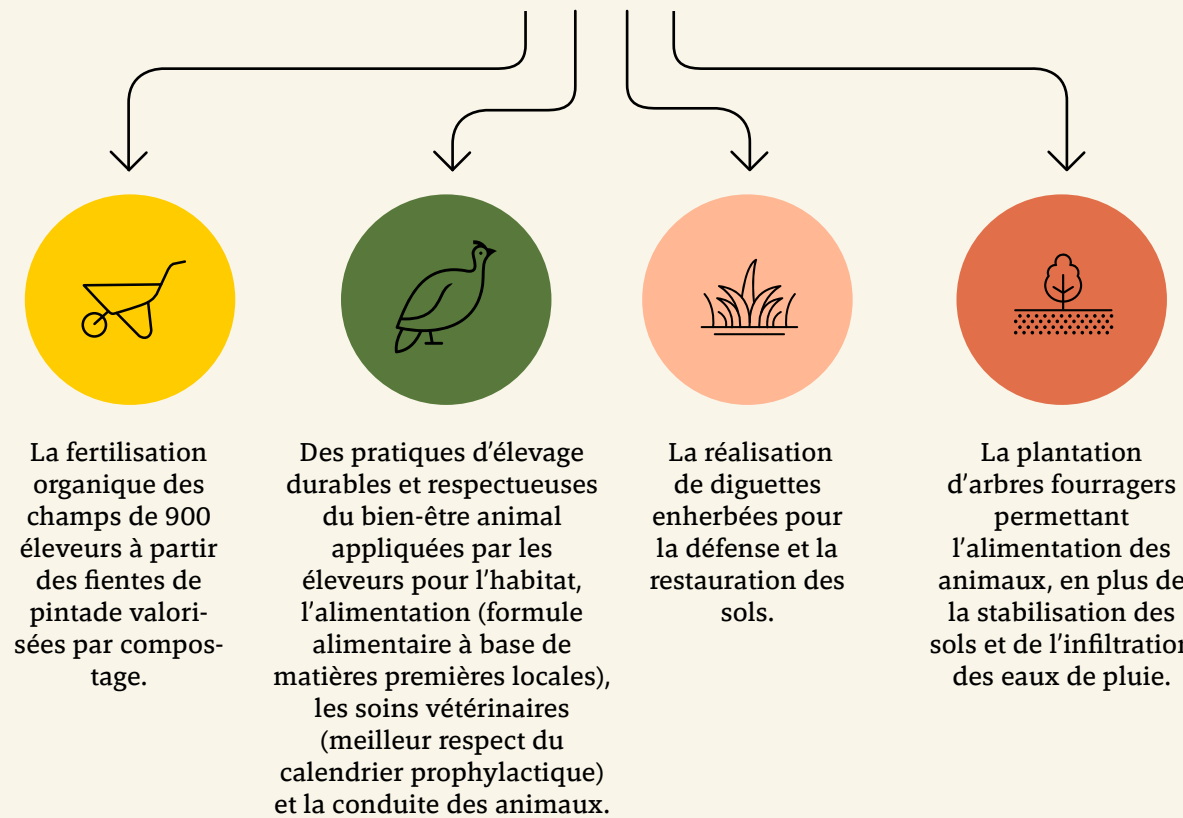 La fertilisation
organique des
champs de 900
éleveurs à partir
des fientes de
pintade valori-
sées par compos-
tage.
Des pratiques d'élevage
durables et respectueuses
du bien-être animal
appliquées par les
éleveurs pour l'habitat,
l'alimentation (formule
alimentaire à base de
matières premières locales),
les soins vétérinaires
(meilleur respect du
calendrier prophylactique)
et la conduite des animaux.
La réalisation
de diguettes
enherbées pour
la défense et la
restauration des
sols.
La plantation
d'arbres fourragers
permettant
l'alimentation des
animaux, en plus de
la stabilisation des
sols et de l'infiltration
des eaux de pluie.